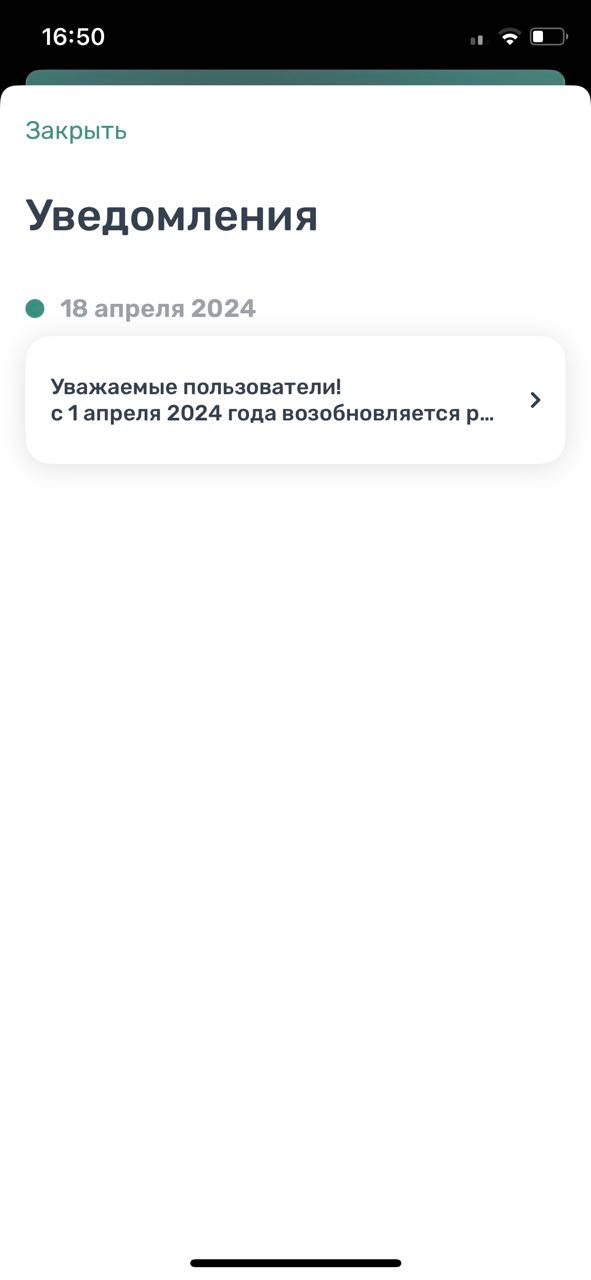 16:50
Закрыть
Уведомления
18 апреля 2024
Уважаемые пользователи!
с 1 апреля 2024 года возобновляется р...